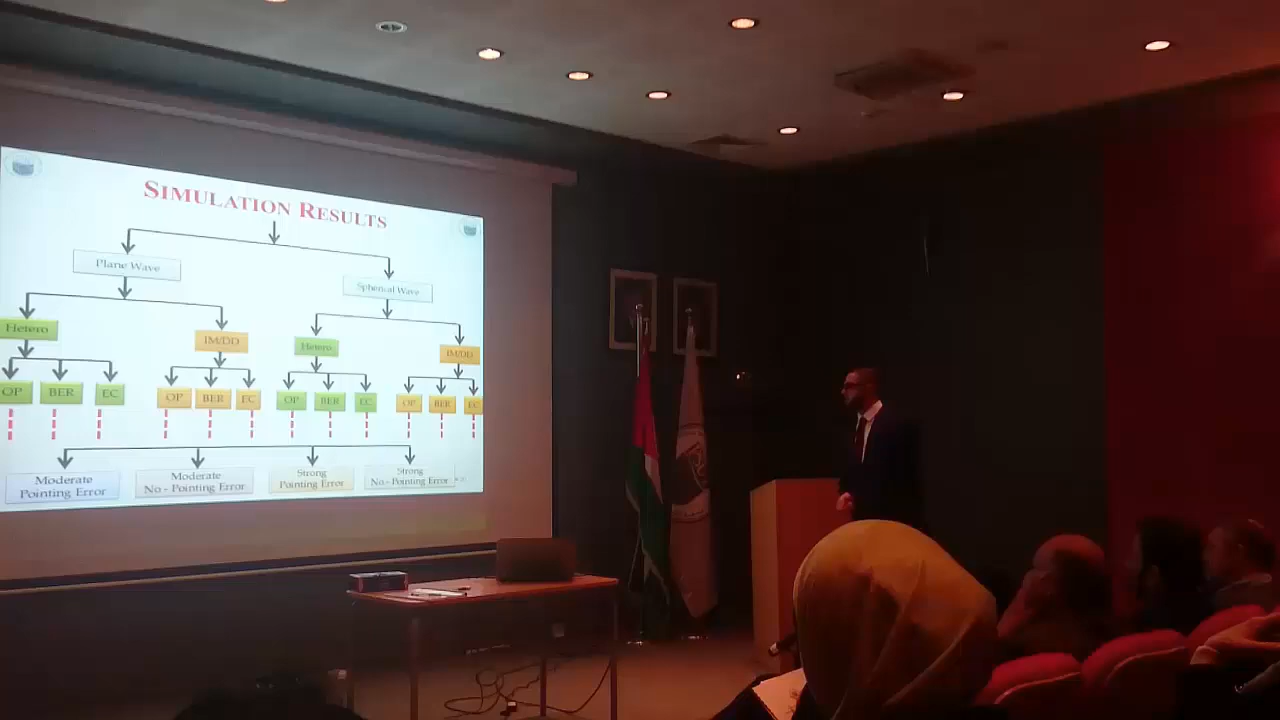 SIMULATION RESULTS
Plane Wave
Spherical Wave
Hetero
IM/DD
Hetero
IM/DD
OP
BER
EC
OP
BER
EC
OP
BER
EC
OP
BER
EC
Moderate
Pointing Error
Moderate
No - Pointing Error
Strong
Pointing Error
Strong
No - Pointing Error